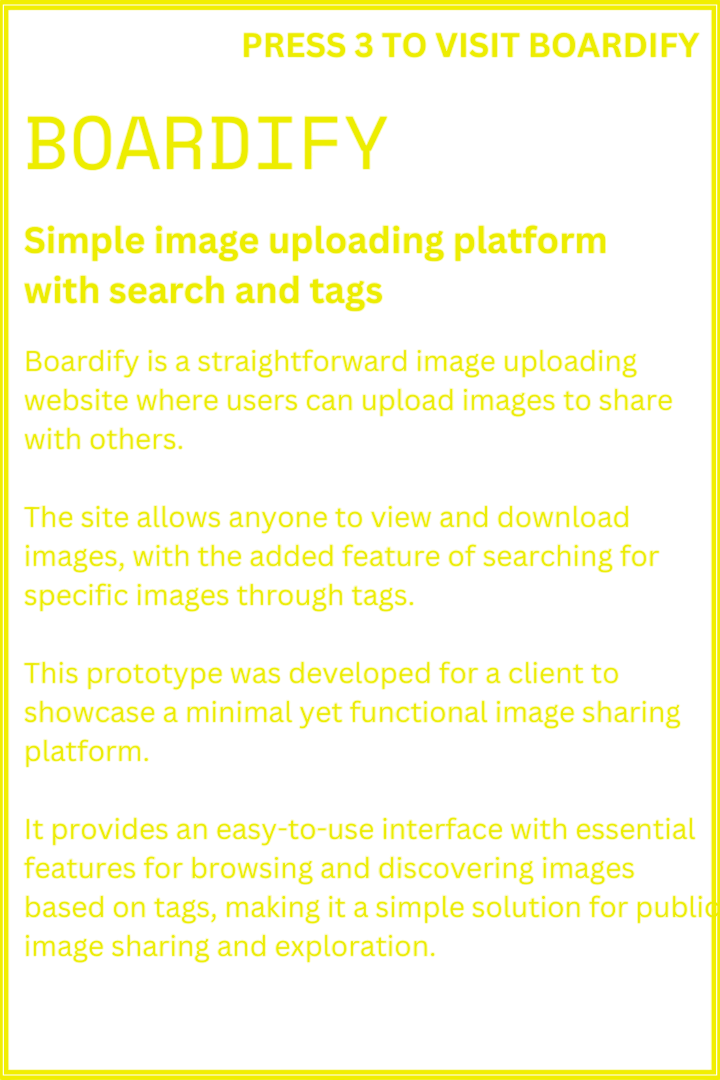 PRESS 3 TO VISIT BOARDIFY
BOARDIFY
Simple image uploading platform
with search and tags
Boardify is a straightforward image uploading
website where users can upload images to share
with others.
The site allows anyone to view and download
images, with the added feature of searching for
specific images through tags.
This prototype was developed for a client to
showcase a minimal yet functional image sharing
platform.
It provides an easy-to-use interface with essential
features for browsing and discovering images
based on tags, making it a simple solution for public
image sharing and exploration.